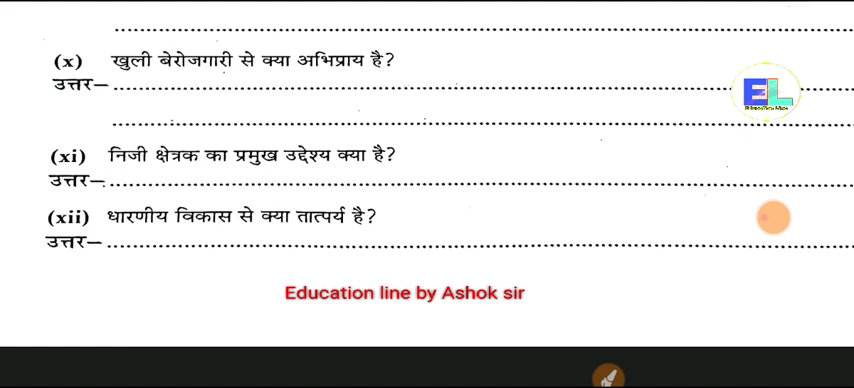 (x) खुली बेरोजगारी से क्या अभिप्राय है?
उत्तर–
(xi) निजी क्षेत्रक का प्रमुख उद्देश्य क्या है?
उत्तर–
(xii) धारणीय विकास से क्या तात्पर्य है?
उत्तर–
EL
Education line by Ashok sir